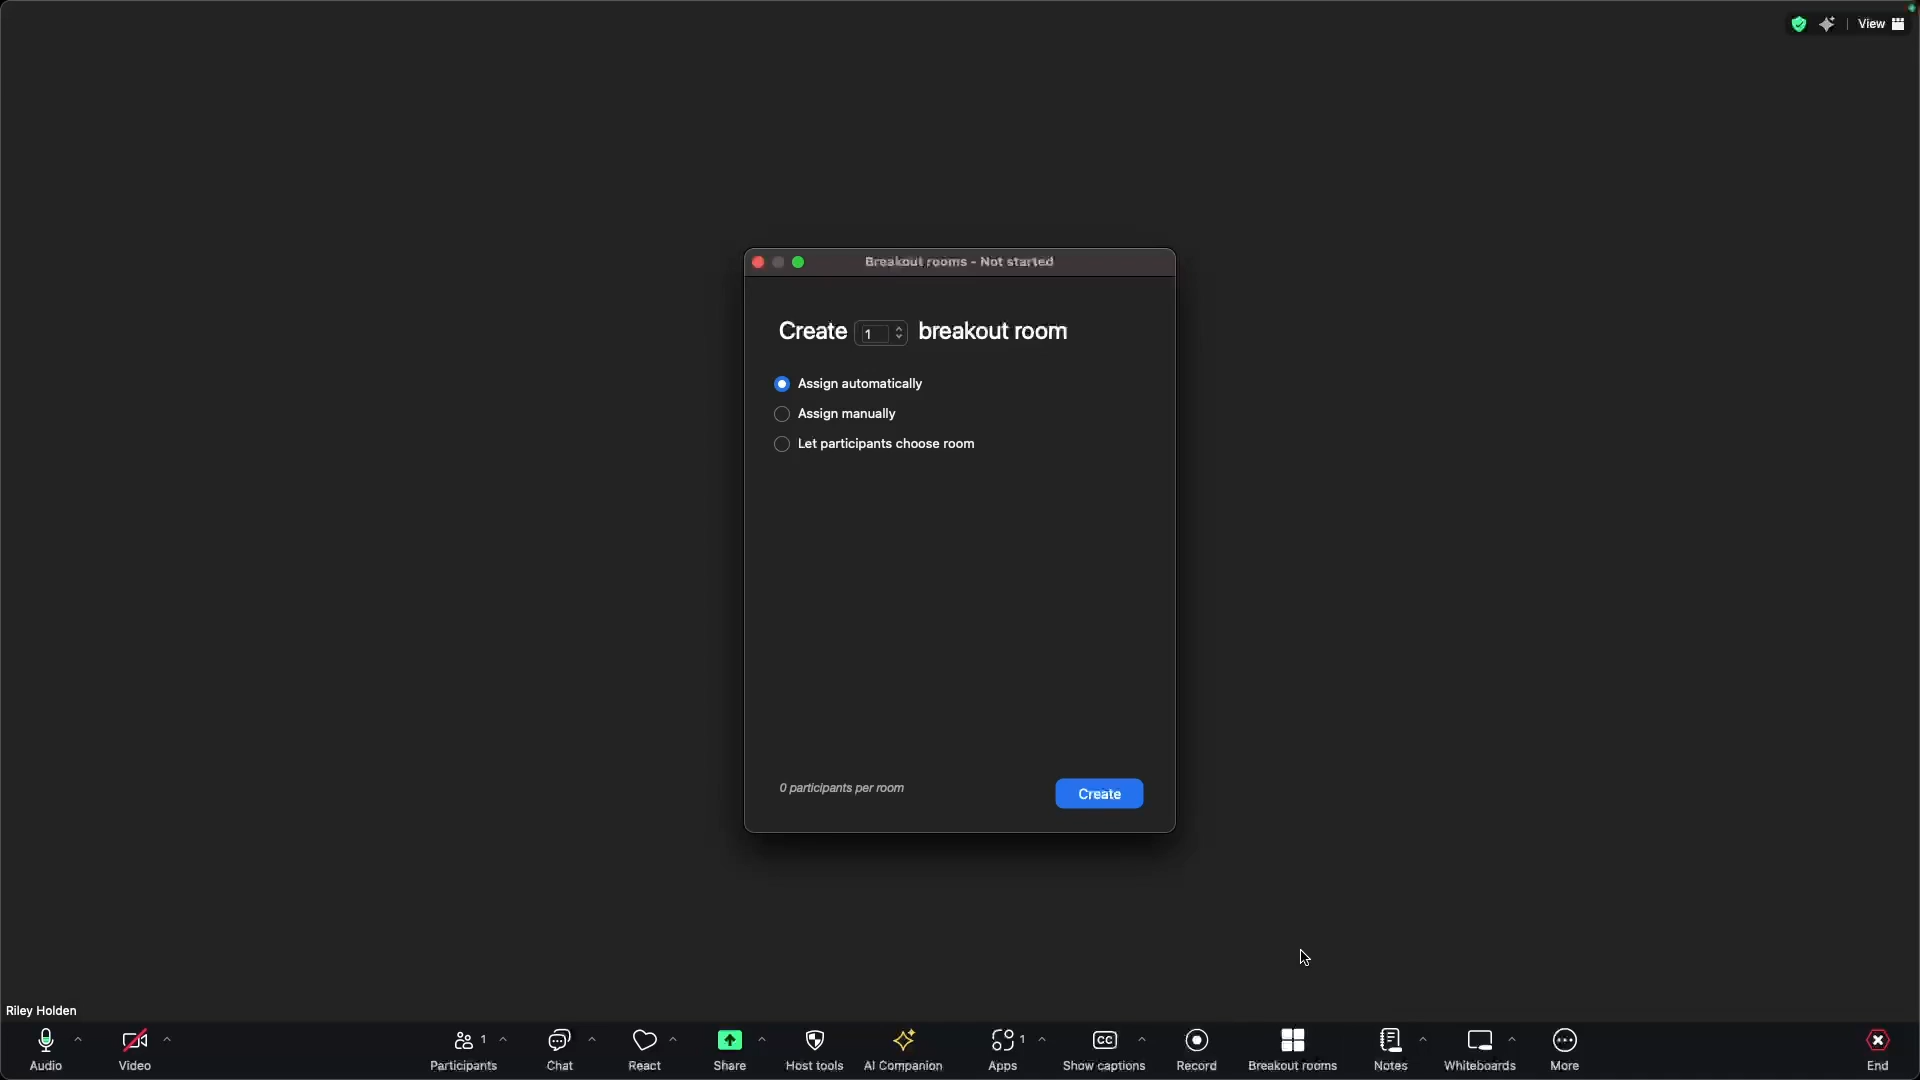 View
Breakout rooms - Not started
Create 1 breakout room
Assign automatically
Assign manually
Let participants choose room
0 participants per room
Create
Riley Holden
1 1 CC
Audio Video Participants Chat React Share Host tools AI Companion Apps Show captions Record Breakout rooms Notes Whiteboards More End